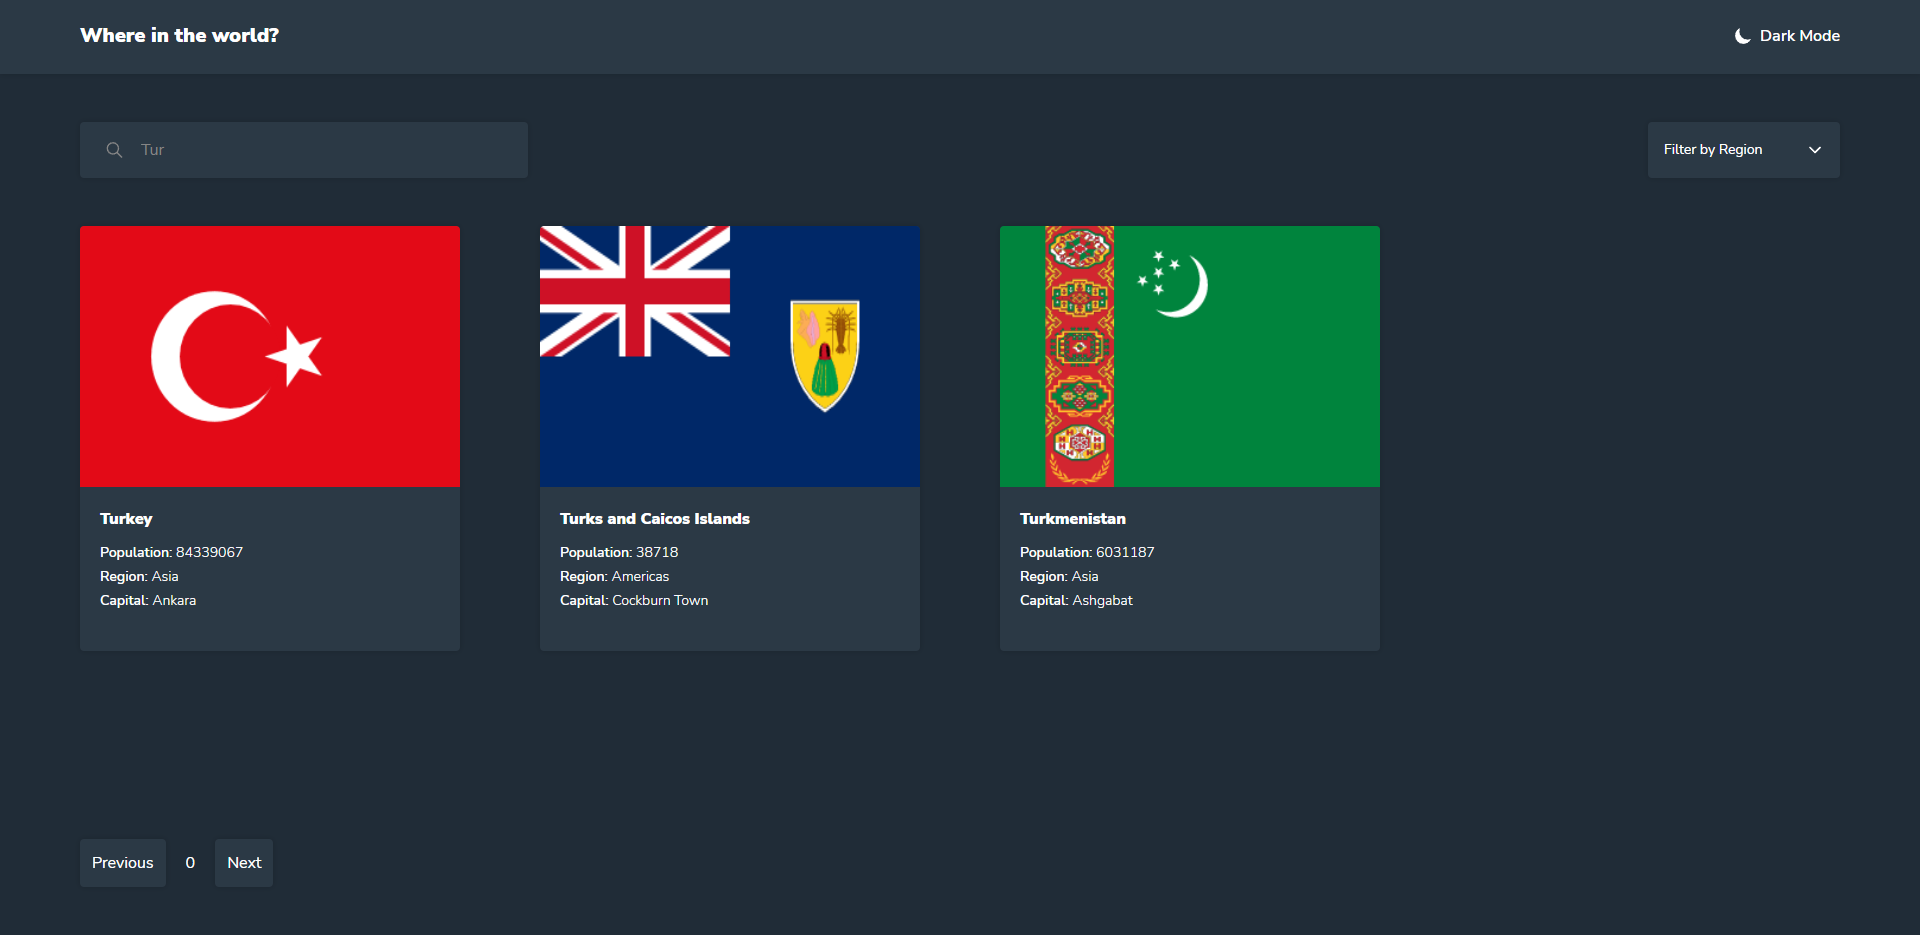 Where in the world?
Dark Mode
Tur
Filter by Region
Turkey
Population: 84339067
Region: Asia
Capital: Ankara
Turks and Caicos Islands
Population: 38718
Region: Americas
Capital: Cockburn Town
Turkmenistan
Population: 6031187
Region: Asia
Capital: Ashgabat
Previous 0 Next